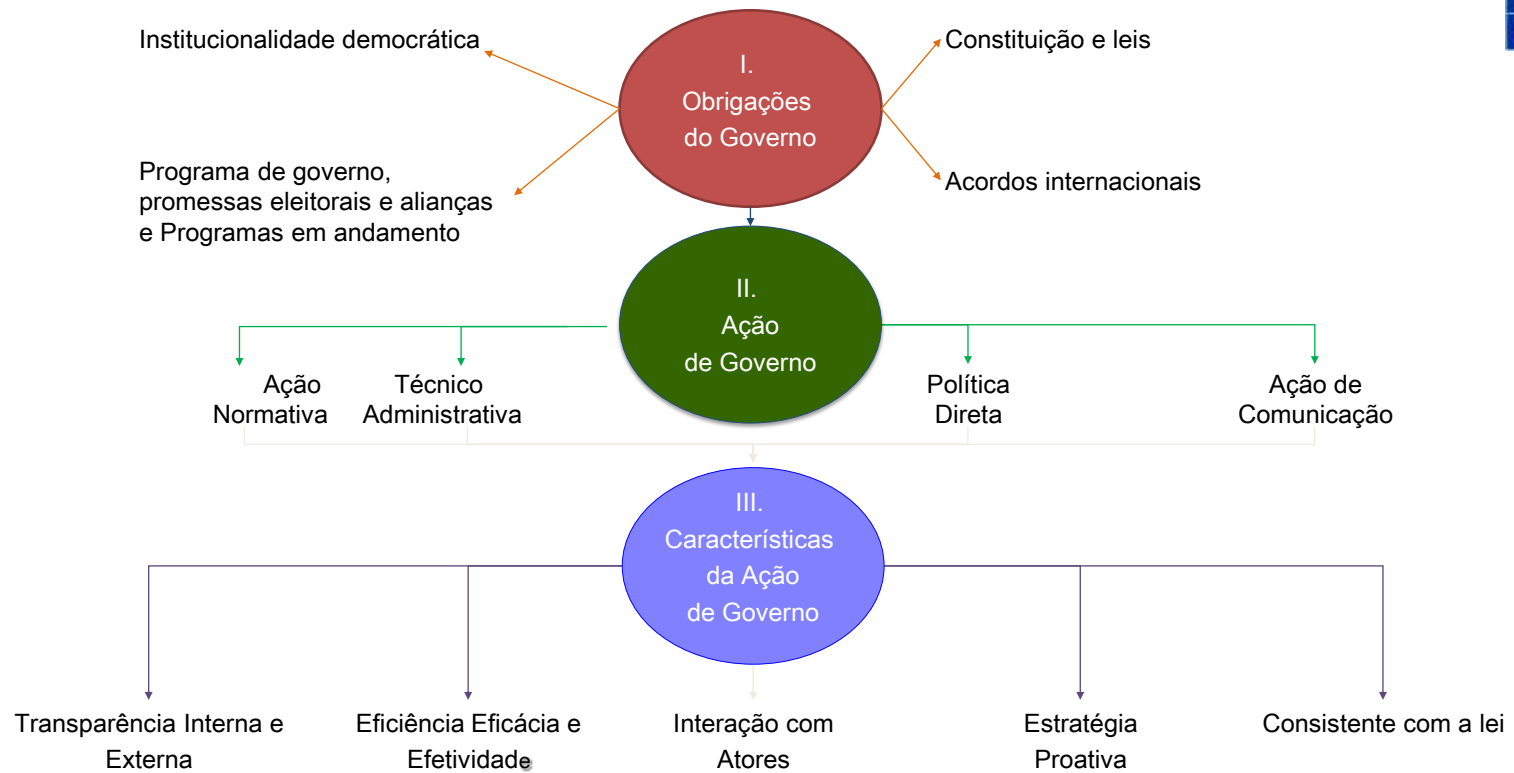 Institucionalidade democrática
Constituição e leis
I.
Obrigações
do Governo
Programa de governo,
promessas eleitorais e alianças
e Programas em andamento
Acordos internacionais
II.
Ação
de Governo
Ação
Normativa
Técnico
Administrativa
Política
Direta
Ação de
Comunicação
III.
Características
da Ação
de Governo
Transparência Interna e
Externa
Eficiência Eficácia e
Efetividade
Interação com
Atores
Estratégia
Proativa
Consistente com a lei